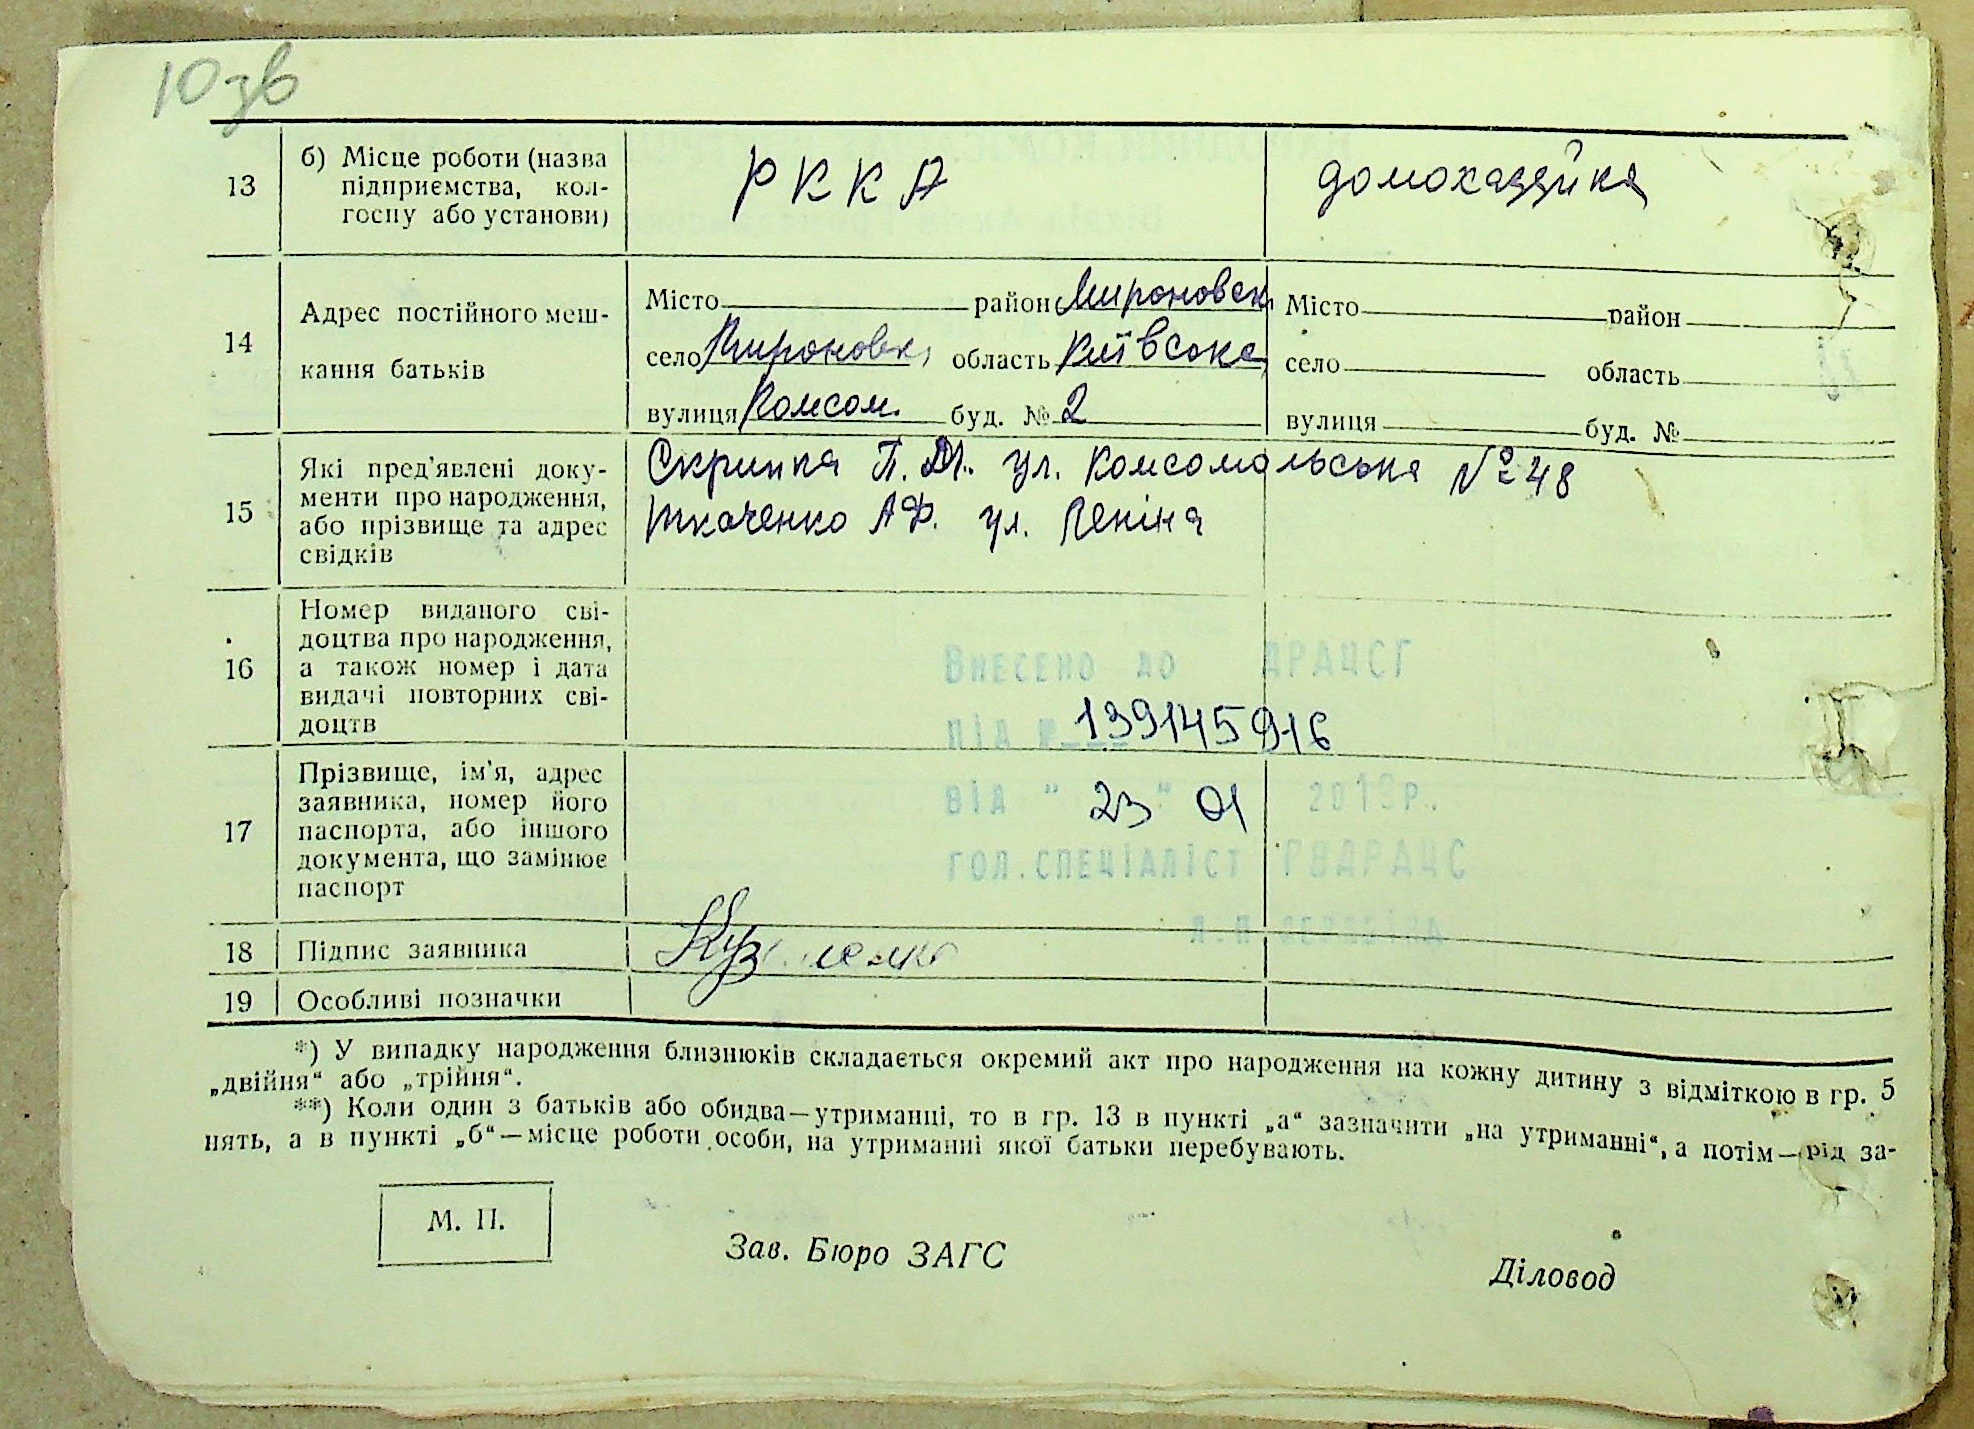 10зв
13 б) Місце роботи (назва підприємства, кол-госпу або установи) РККА домохазяйка
14 Адрес постійного меш-кання батьків
Місто район Мироновск Місто район
село Мироновк, область Київська село область
вулиця Комсом. буд. № 2 вулиця буд. №
15 Які пред'явлені доку-
менти про народження,
або прізвище та адрес
свідків
Скрипка П. ул. Комсомольська № 48
Ткаченко А.Ф. ул. Леніна
16 Номер виданого сві-
доцтва про народження,
а також номер і дата
видачі повторних сві-
доцтв
Внесено до ДРАЦСГ
під № 139145916
від " 23 " 01 2019р.
гол.спеціаліст РВДРАЦС
17 Прізвище, ім'я, адрес
заявника, номер його
паспорта, або іншого
документа, що замінює
паспорт
18 Підпис заявника
19 Особливі позначки
*) У випадку народження близнюків складається окремий акт про народження на кожну дитину з відміткою в гр. 5
„двійня“ або „трійня“.
**) Коли один з батьків або обидва—утриманці, то в гр. 13 в пункті „а“ зазначити „на утриманні“, а потім—рід за-
нять, а в пункті „б“—місце роботи особи, на утриманні якої батьки перебувають.
М. П.
Зав. Бюро ЗАГС
Діловод